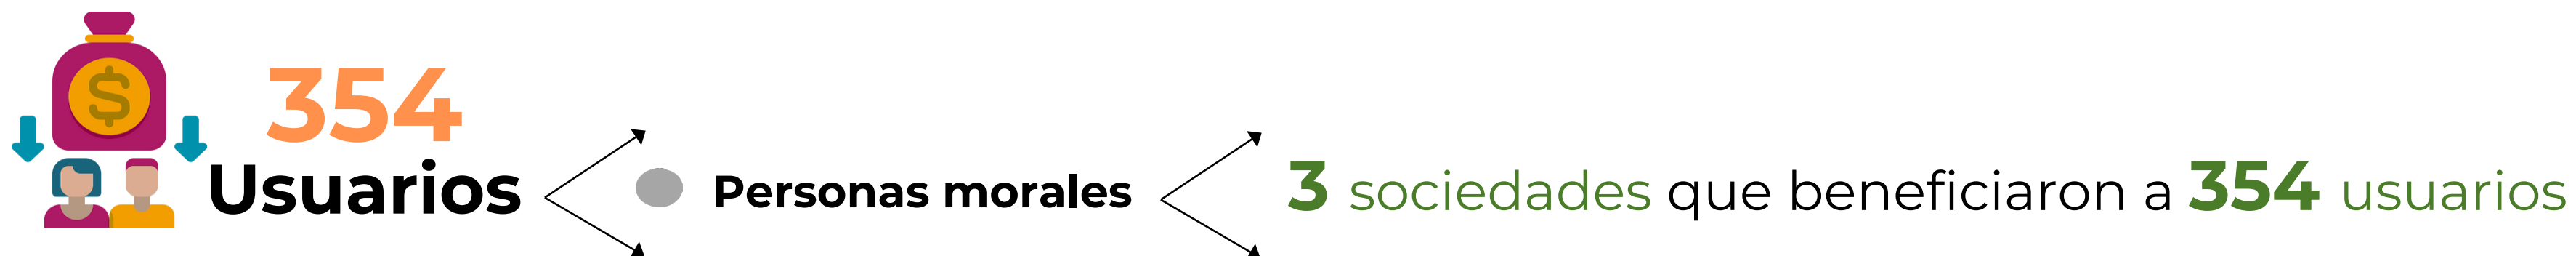 354
Usuarios
Personas morales
3 sociedades que beneficiaron a 354 usuarios